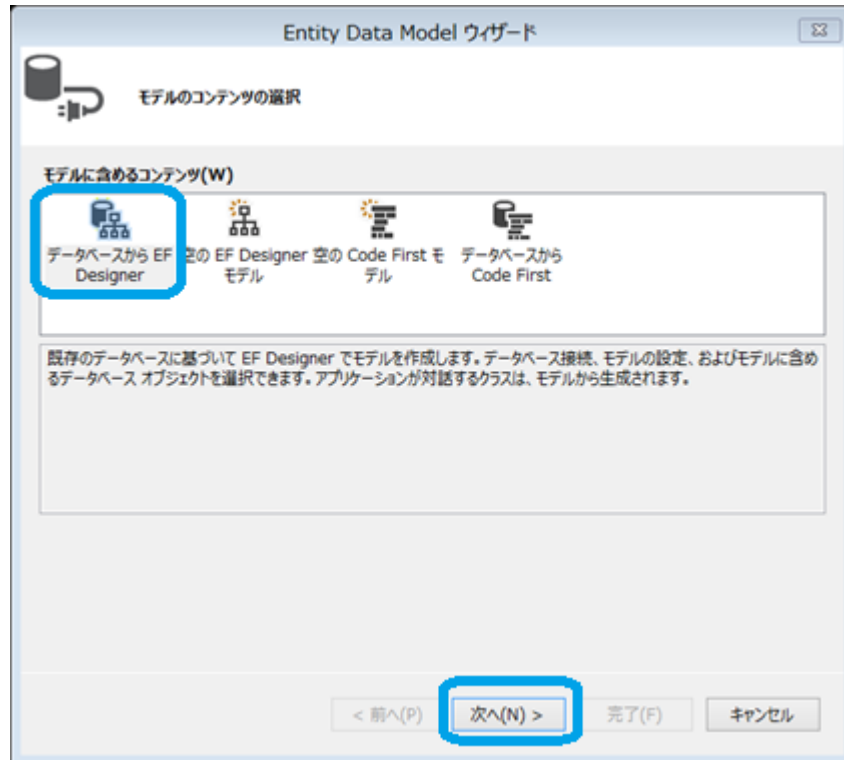 Entity Data Model ウィザード
モデルのコンテンツの選択
モデルに含めるコンテンツ(W)
データベースから EF Designer
空の EF Designer モデル
空の Code First モデル
データベースから Code First
既存のデータベースに基づいて EF Designer でモデルを作成します。データベース接続、モデルの設定、およびモデルに含め
るデータベース オブジェクトを選択できます。アプリケーションが対話するクラスは、モデルから生成されます。
< 前へ(P)
次へ(N) >
完了(F)
キャンセル